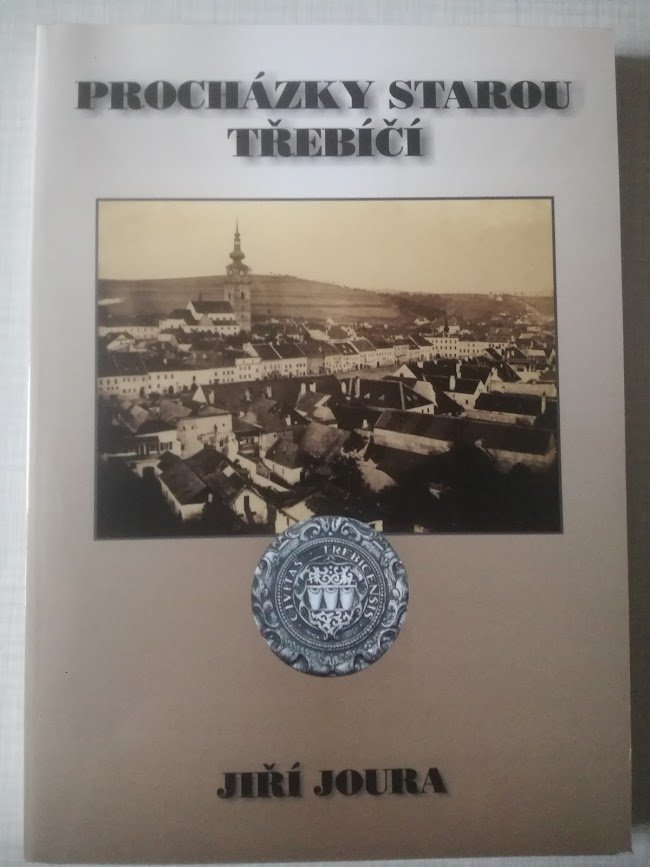 PROCHÁZKY STAROU
TŘEBÍČÍ
CIVITAS TREBICENSIS
JIŘÍ JOURA